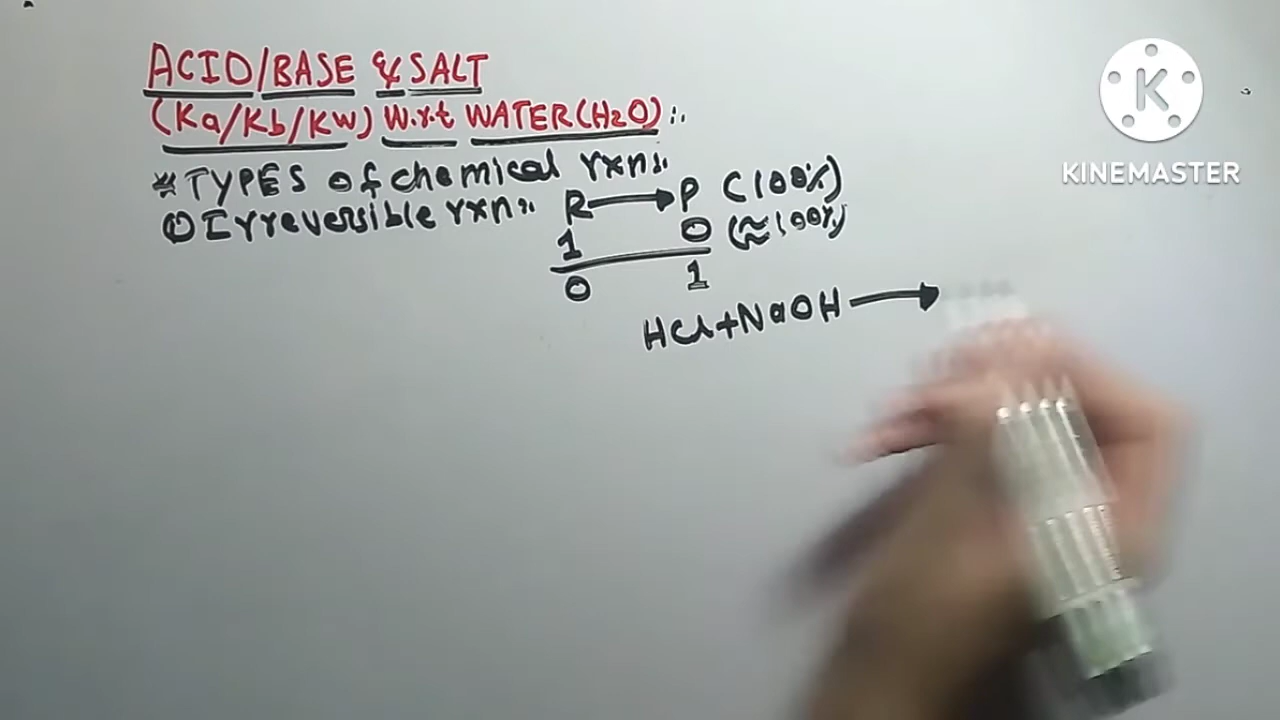 ACID/BASE & SALT
(Ka/Kb/Kw) W.r.t WATER(H2O):.
KINEMASTER
*TYPES of chemical rxn:.
① Irreversible rxn:. R → P (100%)
1 0 (≈100%)
0 1
HCl+NaOH →